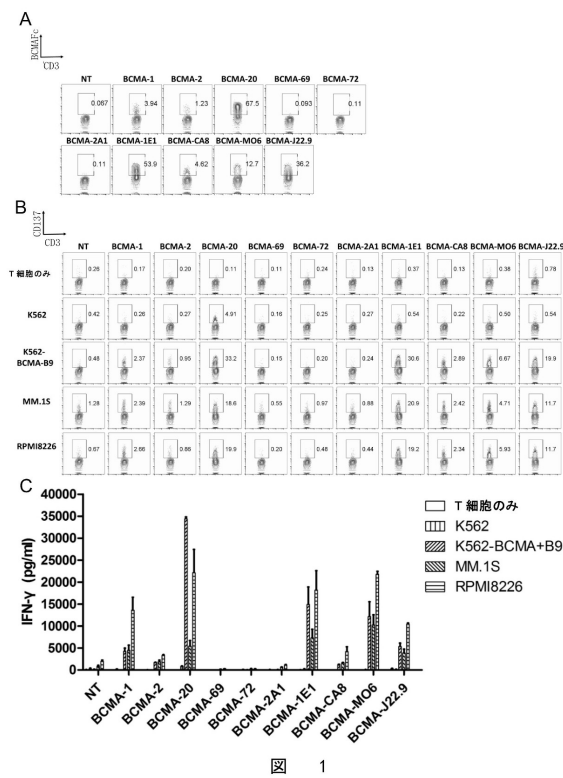 A
BCMAFc
CD3
NT BCMA-1 BCMA-2 BCMA-20 BCMA-69 BCMA-72
0.067 3.94 1.23 67.5 0.093 0.11
BCMA-2A1 BCMA-1E1 BCMA-CA8 BCMA-MO6 BCMA-J22.9
0.11 53.9 4.62 12.7 36.2
B
CD137
CD3
NT BCMA-1 BCMA-2 BCMA-20 BCMA-69 BCMA-72 BCMA-2A1 BCMA-1E1 BCMA-CA8 BCMA-MO6 BCMA-J22.9
T 細胞のみ 0.26 0.17 0.20 0.11 0.11 0.24 0.13 0.37 0.13 0.38 0.78
K562 0.42 0.26 0.27 4.91 0.16 0.25 0.27 0.54 0.22 0.50 0.54
K562-BCMA-B9 0.48 2.37 0.95 33.2 0.15 0.20 0.24 30.6 2.89 6.67 19.9
MM.1S 1.28 2.39 1.29 18.6 0.55 0.97 0.88 20.9 2.42 4.71 11.7
RPMI8226 0.67 2.66 0.86 19.9 0.20 0.48 0.44 19.2 2.34 5.93 11.7
C
IFN-γ (pg/ml)
40000
35000
30000
25000
20000
15000
10000
5000
0
NT BCMA-1 BCMA-2 BCMA-20 BCMA-69 BCMA-72 BCMA-2A1 BCMA-1E1 BCMA-CA8 BCMA-MO6 BCMA-J22.9
T 細胞のみ
K562
K562-BCMA+B9
MM.1S
RPMI8226
図 1